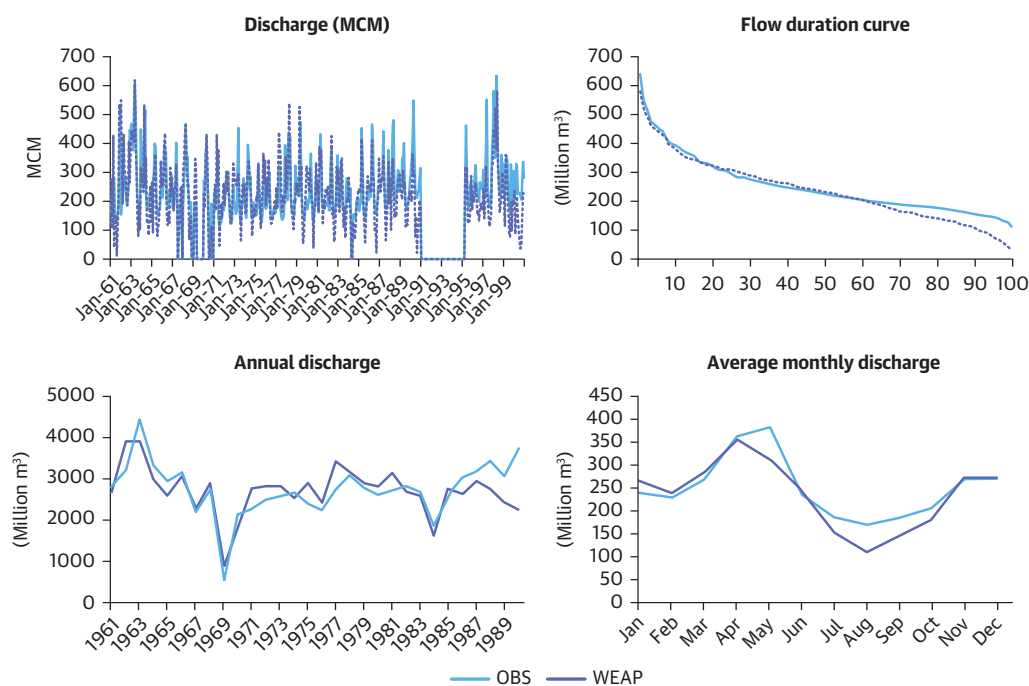 Discharge (MCM)
MCM
700
600
500
400
300
200
100
0
Jan-61
Jan-63
Jan-65
Jan-67
Jan-69
Jan-71
Jan-73
Jan-75
Jan-77
Jan-79
Jan-81
Jan-83
Jan-85
Jan-87
Jan-89
Jan-91
Jan-93
Jan-95
Jan-97
Jan-99
Flow duration curve
(Million m³)
700
600
500
400
300
200
100
0
10
20
30
40
50
60
70
80
90
100
Annual discharge
(Million m³)
5000
4000
3000
2000
1000
0
1961
1963
1965
1967
1969
1971
1973
1975
1977
1979
1981
1983
1985
1987
1989
Average monthly discharge
(Million m³)
450
400
350
300
250
200
150
100
50
0
Jan
Feb
Mar
Apr
May
Jun
Jul
Aug
Sep
Oct
Nov
Dec
OBS
WEAP